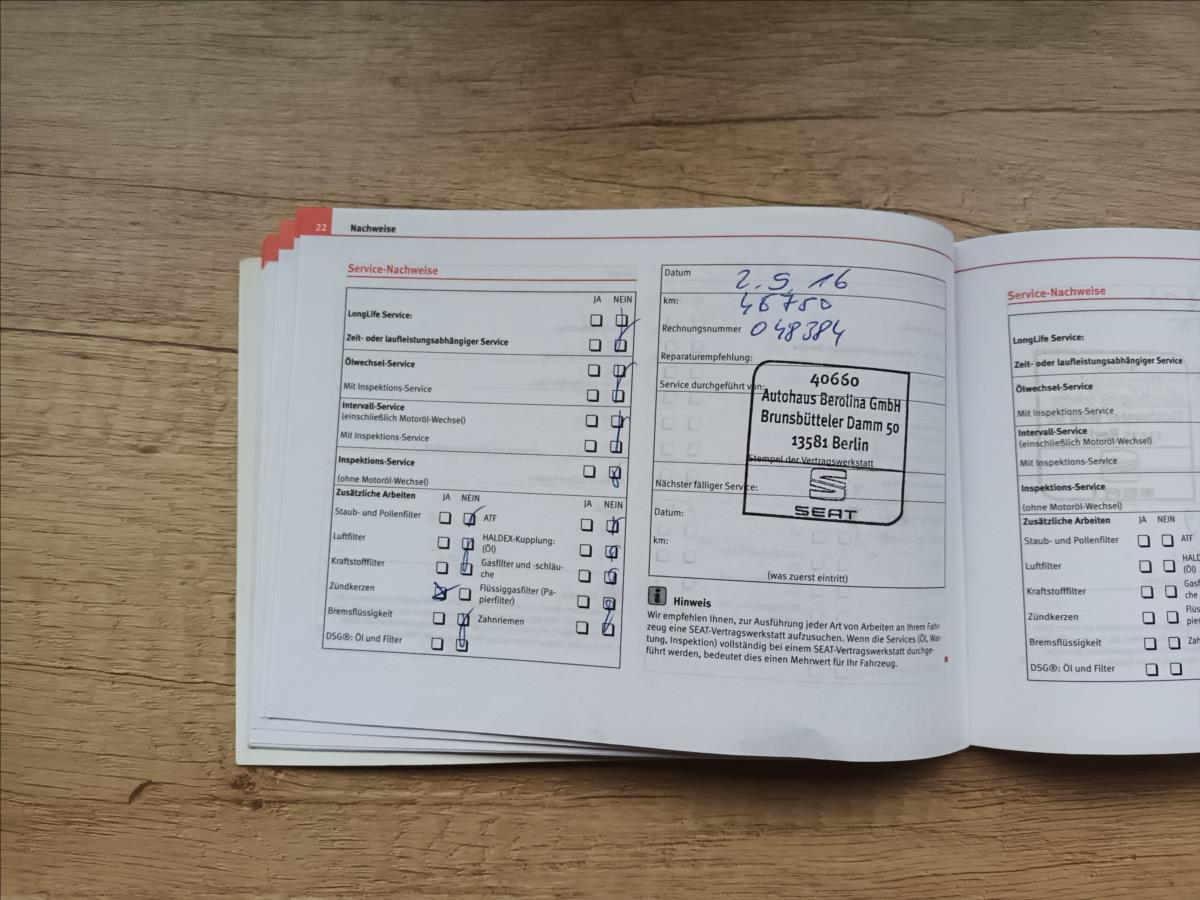 22 Nachweise
Service-Nachweise
JA NEIN
LongLife Service:
Zeit- oder laufleistungsabhängiger Service
Ölwechsel-Service
Mit Inspektions-Service
Intervall-Service
(einschließlich Motoröl-Wechsel)
Mit Inspektions-Service
Inspektions-Service
(ohne Motoröl-Wechsel)
Zusätzliche Arbeiten JA NEIN JA NEIN
Staub- und Pollenfilter ATF
Luftfilter HALDEX-Kupplung:
(Öl)
Kraftstofffilter Gasfilter und -schläu-
che
Zündkerzen Flüssiggasfilter (Pa-
pierfilter)
Bremsflüssigkeit Zahnriemen
DSG®: Öl und Filter
Datum 2.5.16
km: 46750
Rechnungsnummer 048384
Reparaturempfehlung:
Service durchgeführt von:
40660
Autohaus Berolina GmbH
Brunsbütteler Damm 50
13581 Berlin
Stempel der Vertragswerkstatt
SEAT
Nächster fälliger Service:
Datum:
km:
(was zuerst eintritt)
Hinweis
Wir empfehlen Ihnen, zur Ausführung jeder Art von Arbeiten an Ihrem Fahr-
zeug eine SEAT-Vertragswerkstatt aufzusuchen. Wenn die Services (Öl, War-
tung, Inspektion) vollständig bei einem SEAT-Vertragswerkstatt durchge-
führt werden, bedeutet dies einen Mehrwert für Ihr Fahrzeug.
Service-Nachweise
LongLife Service:
Zeit- oder laufleistungsabhängiger Service
Ölwechsel-Service
Mit Inspektions-Service
Intervall-Service
(einschließlich Motoröl-Wechsel)
Mit Inspektions-Service
Inspektions-Service
(ohne Motoröl-Wechsel)
Zusätzliche Arbeiten JA NEIN
Staub- und Pollenfilter ATF
Luftfilter HALD
(Öl)
Kraftstofffilter Gasf
che
Zündkerzen Flüs
pier
Bremsflüssigkeit Zah
DSG®: Öl und Filter